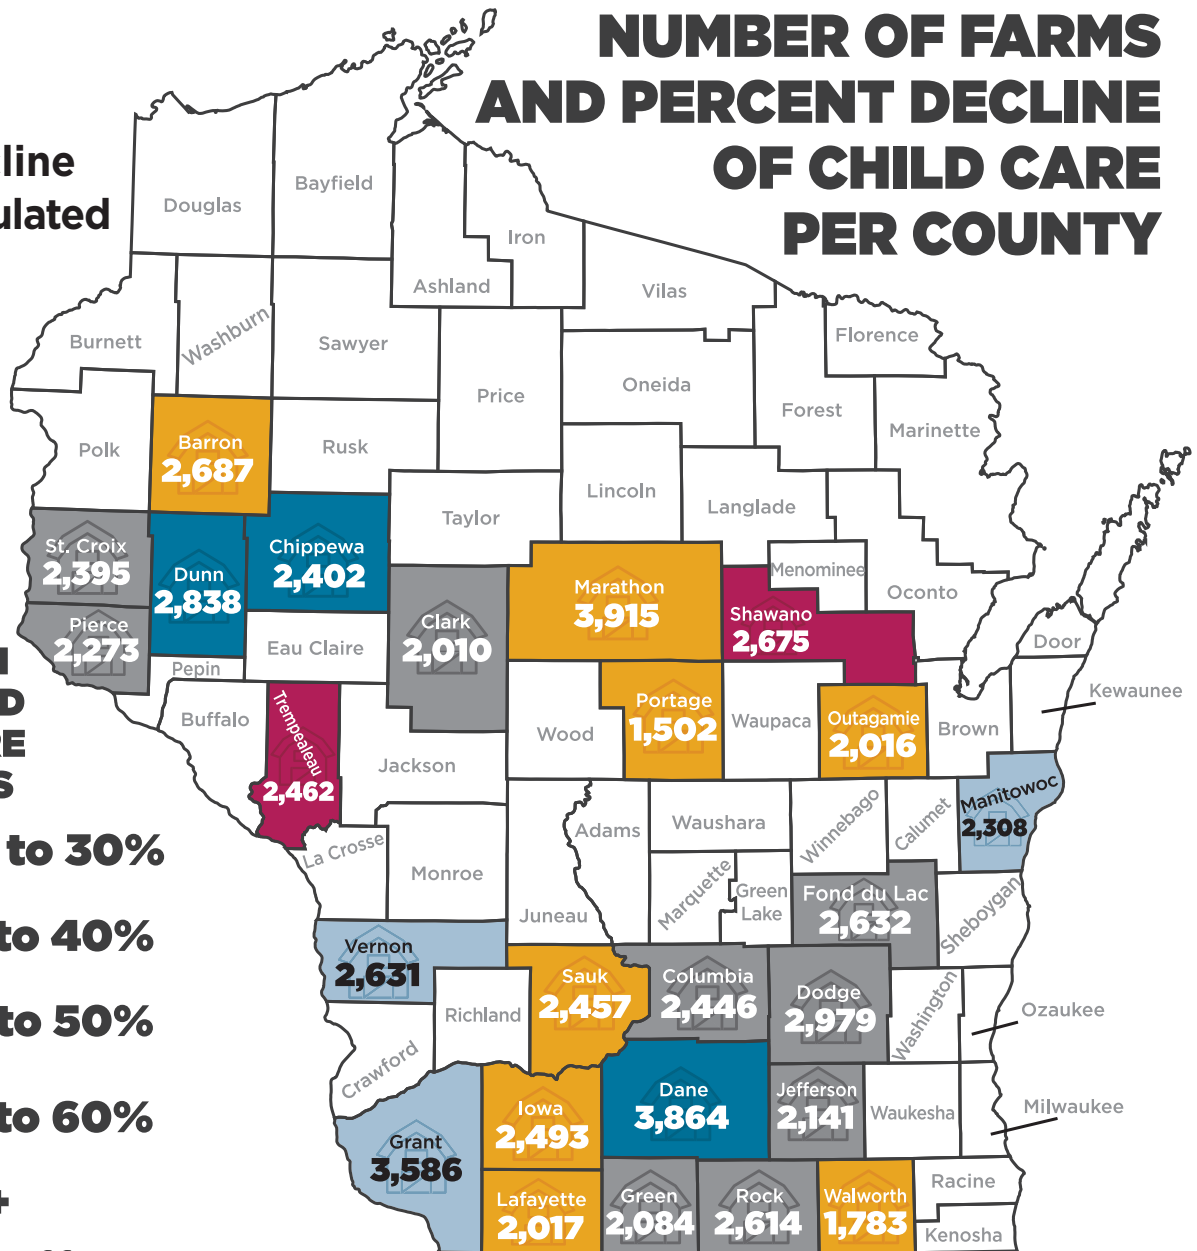 NUMBER OF FARMS
AND PERCENT DECLINE
OF CHILD CARE
PER COUNTY
line
ulated
Douglas
Bayfield
Iron
Ashland
Vilas
Burnett
Washburn
Sawyer
Florence
Price
Oneida
Forest
Marinette
Polk
Barron
2,687
Rusk
Lincoln
Langlade
Taylor
St. Croix
2,395
Dunn
2,838
Chippewa
2,402
Marathon
3,915
Menominee
Oconto
Shawano
2,675
Pierce
2,273
Clark
2,010
Eau Claire
Pepin
Door
Kewaunee
D
RE
S
Buffalo
Trempealeau
2,462
Jackson
Wood
Portage
1,502
Waupaca
Outagamie
2,016
Brown
Manitowoc
2,308
to 30%
La Crosse
Monroe
Juneau
Adams
Waushara
Winnebago
Calumet
Marquette
Green
Lake
Fond du Lac
2,632
Sheboygan
to 40%
Vernon
2,631
Richland
Sauk
2,457
Columbia
2,446
Dodge
2,979
Washington
Ozaukee
to 50%
Crawford
Dane
3,864
Jefferson
2,141
Waukesha
Milwaukee
to 60%
Grant
3,586
Iowa
2,493
Lafayette
2,017
Green
2,084
Rock
2,614
Walworth
1,783
Racine
Kenosha
+